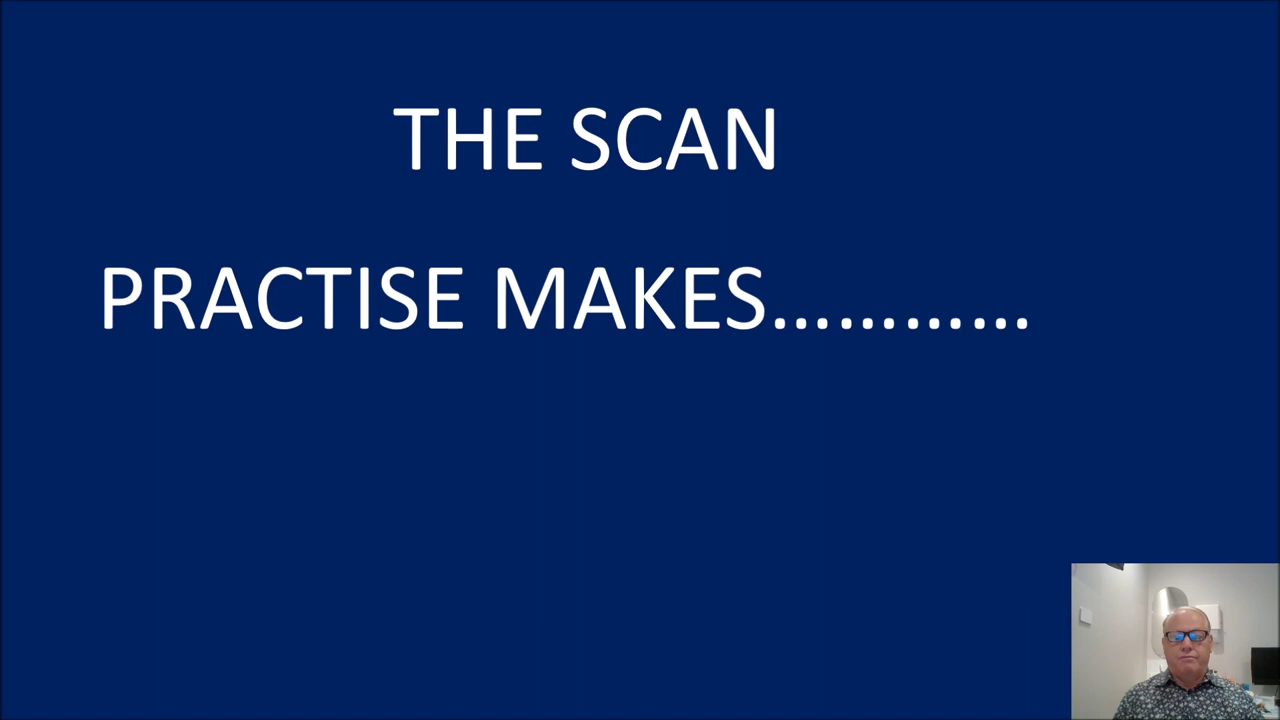 THE SCAN
PRACTISE MAKES…………